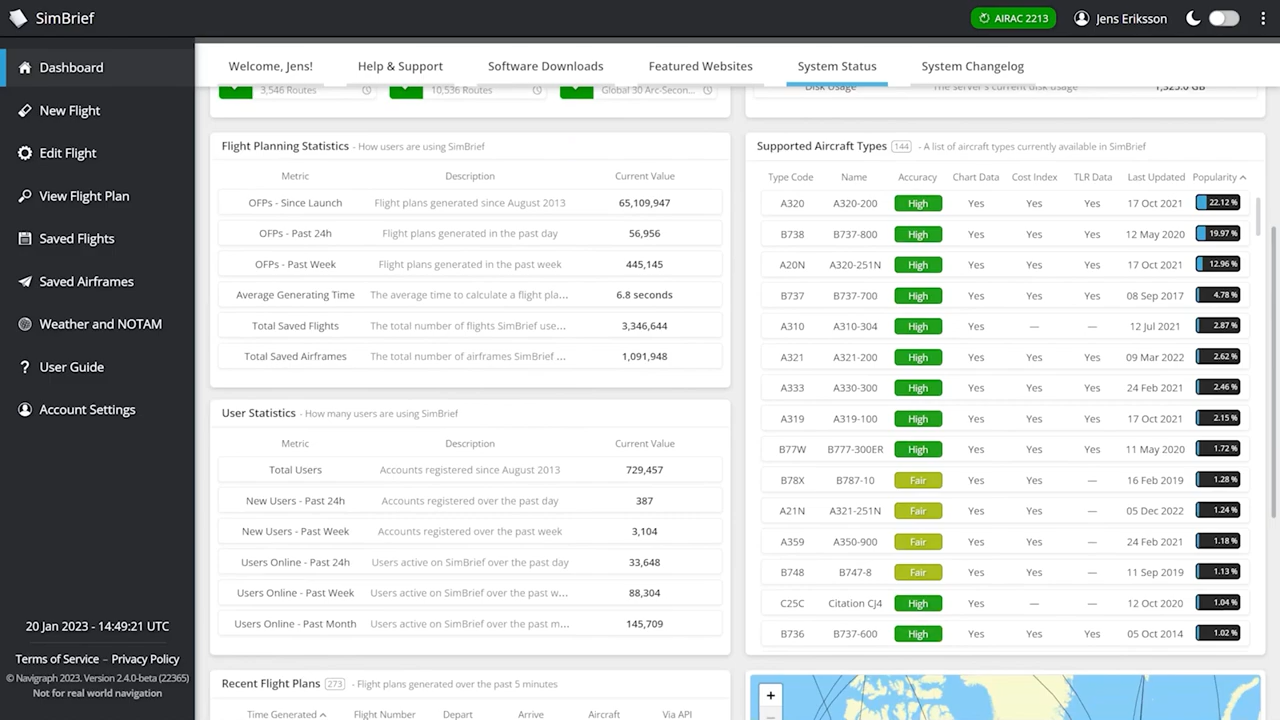 SimBrief
AIRAC 2213
Jens Eriksson
Dashboard
New Flight
Edit Flight
View Flight Plan
Saved Flights
Saved Airframes
Weather and NOTAM
User Guide
Account Settings
20 Jan 2023 - 14:49:21 UTC
Terms of Service – Privacy Policy
© Navigraph 2023. Version 2.4.0-beta (22365)
Not for real world navigation
Welcome, Jens! Help & Support Software Downloads Featured Websites System Status System Changelog
3,546 Routes 10,536 Routes Global 30 Arc-Secon...
Disk Usage The server's current disk usage 1,325.0 GB
Flight Planning Statistics - How users are using SimBrief
Metric Description Current Value
OFPs - Since Launch Flight plans generated since August 2013 65,109,947
OFPs - Past 24h Flight plans generated in the past day 56,956
OFPs - Past Week Flight plans generated in the past week 445,145
Average Generating Time The average time to calculate a flight pla... 6.8 seconds
Total Saved Flights The total number of flights SimBrief use... 3,346,644
Total Saved Airframes The total number of airframes SimBrief ... 1,091,948
User Statistics - How many users are using SimBrief
Metric Description Current Value
Total Users Accounts registered since August 2013 729,457
New Users - Past 24h Accounts registered over the past day 387
New Users - Past Week Accounts registered over the past week 3,104
Users Online - Past 24h Users active on SimBrief over the past day 33,648
Users Online - Past Week Users active on SimBrief over the past w... 88,304
Users Online - Past Month Users active on SimBrief over the past m... 145,709
Recent Flight Plans 273 - Flight plans generated over the past 5 minutes
Time Generated Flight Number Depart Arrive Aircraft Via API
Supported Aircraft Types 144 - A list of aircraft types currently available in SimBrief
Type Code Name Accuracy Chart Data Cost Index TLR Data Last Updated Popularity
A320 A320-200 High Yes Yes Yes 17 Oct 2021 22.12 %
B738 B737-800 High Yes Yes Yes 12 May 2020 19.97 %
A20N A320-251N High Yes Yes Yes 17 Oct 2021 12.96 %
B737 B737-700 High Yes Yes Yes 08 Sep 2017 4.78 %
A310 A310-304 High Yes — — 12 Jul 2021 2.87 %
A321 A321-200 High Yes Yes Yes 09 Mar 2022 2.62 %
A333 A330-300 High Yes Yes Yes 24 Feb 2021 2.46 %
A319 A319-100 High Yes Yes Yes 17 Oct 2021 2.15 %
B77W B777-300ER High Yes Yes Yes 11 May 2020 1.72 %
B78X B787-10 Fair Yes Yes — 16 Feb 2019 1.28 %
A21N A321-251N Fair Yes Yes — 05 Dec 2022 1.24 %
A359 A350-900 Fair Yes Yes — 24 Feb 2021 1.18 %
B748 B747-8 Fair Yes Yes — 11 Sep 2019 1.13 %
C25C Citation CJ4 High Yes — — 12 Oct 2020 1.04 %
B736 B737-600 High Yes Yes Yes 05 Oct 2014 1.02 %
+